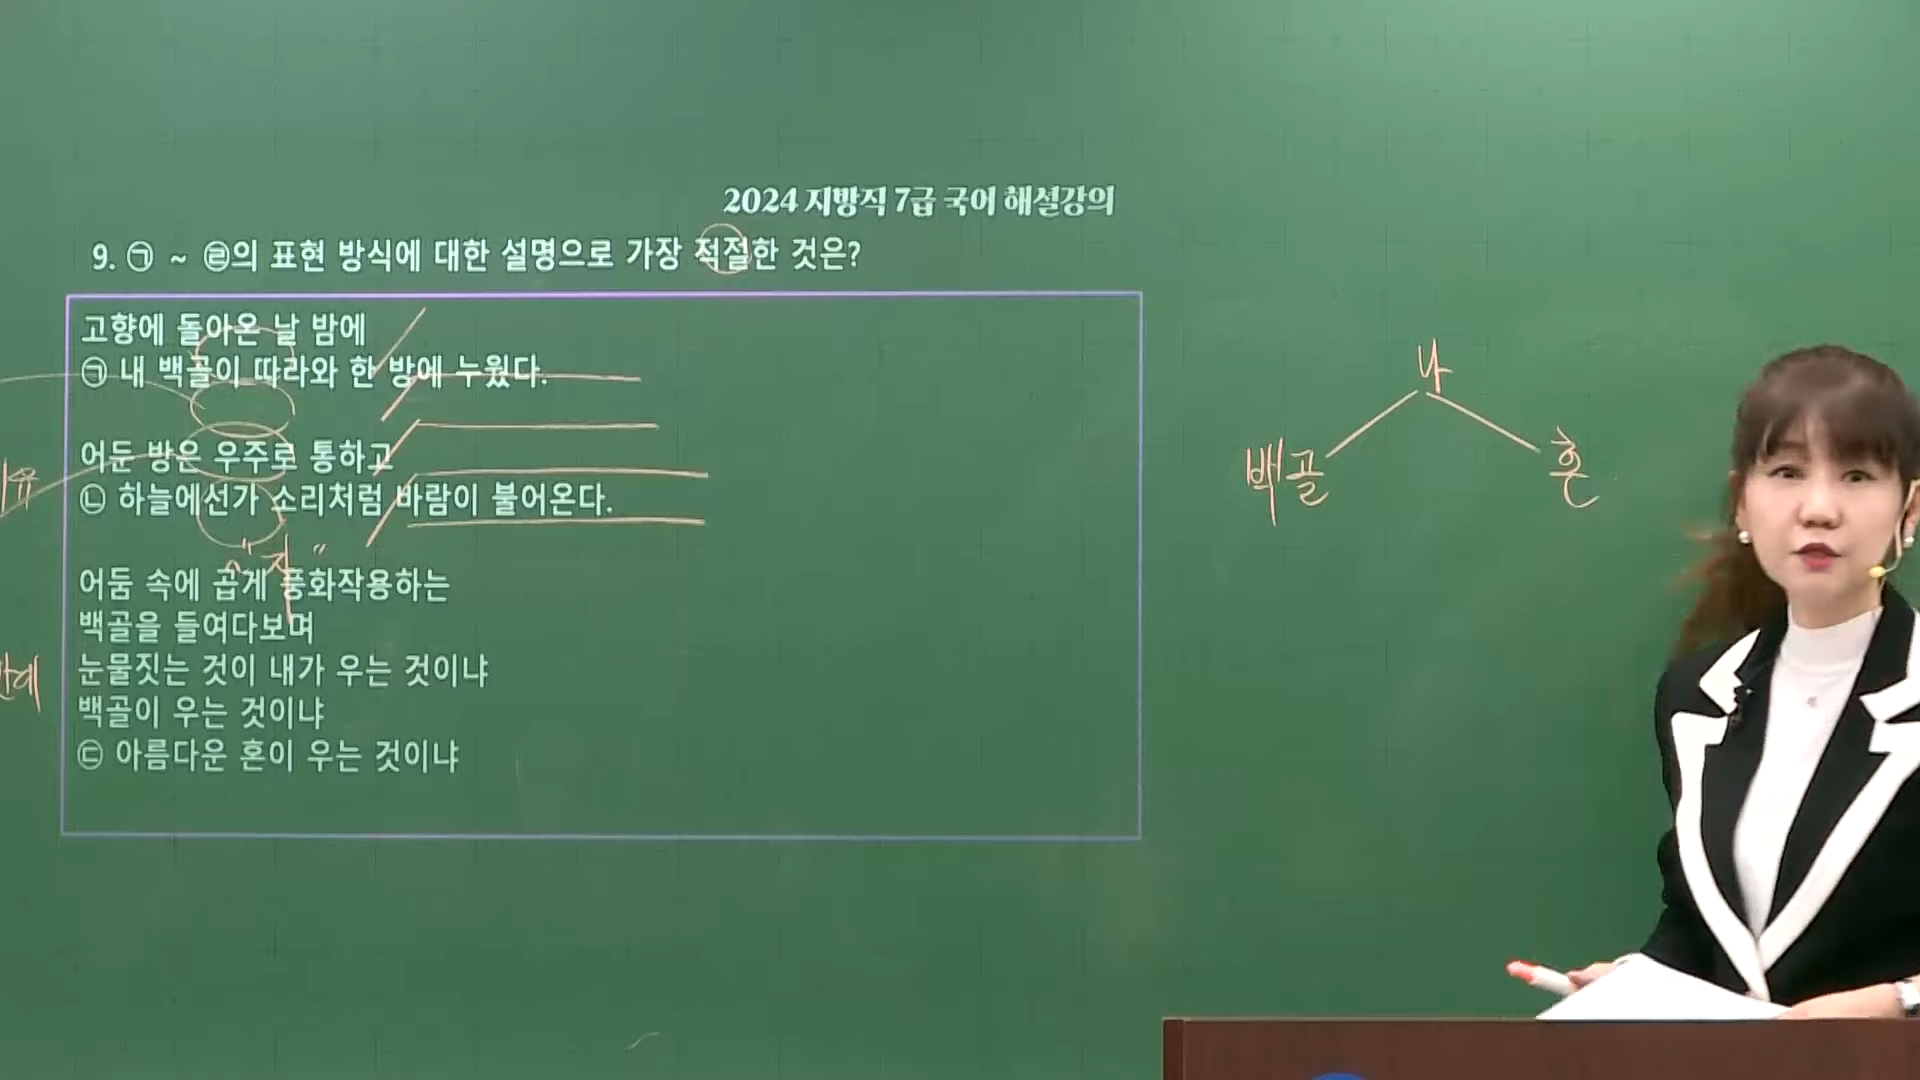 2024 지방직 7급 국어 해설강의
9. ㉠ ~ ㉣의 표현 방식에 대한 설명으로 가장 적절한 것은?
고향에 돌아온 날 밤에
㉠ 내 백골이 따라와 한 방에 누웠다.
어둔 방은 우주로 통하고
㉡ 하늘에선가 소리처럼 바람이 불어온다.
어둠 속에 곱게 풍화작용하는
백골을 들여다보며
눈물짓는 것이 내가 우는 것이냐
백골이 우는 것이냐
㉢ 아름다운 혼이 우는 것이냐
나
백골
혼